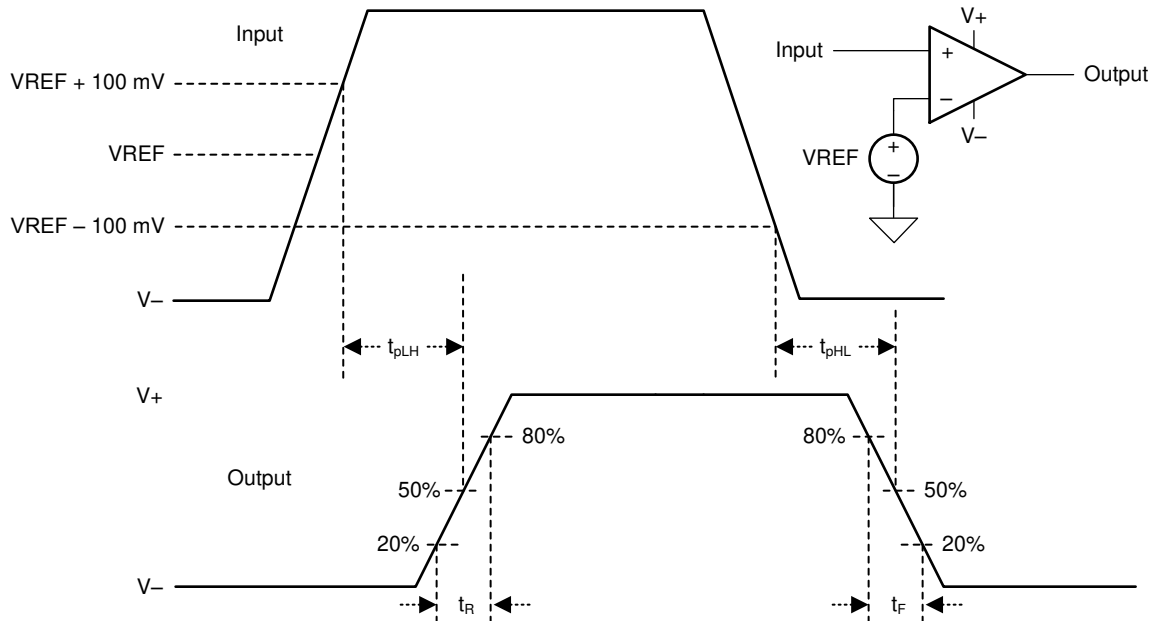 Input
VREF + 100 mV
VREF
VREF – 100 mV
V–
V+
Input
+
–
Output
V–
VREF
+
–
tpLH
tpHL
V+
80%
80%
Output
50%
50%
20%
20%
V–
tR
tF